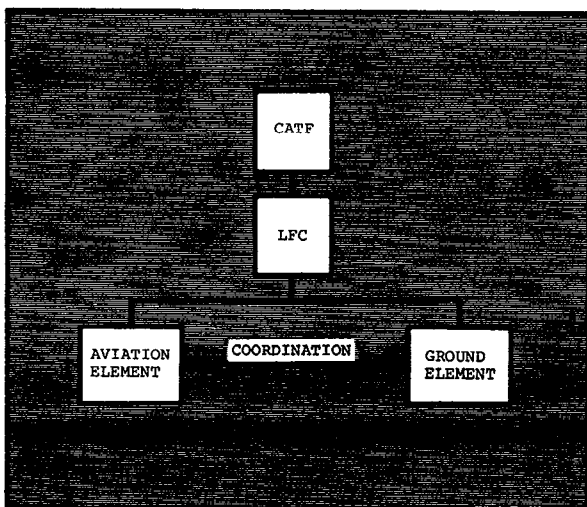 CATF
LFC
AVIATION
ELEMENT
COORDINATION
GROUND
ELEMENT